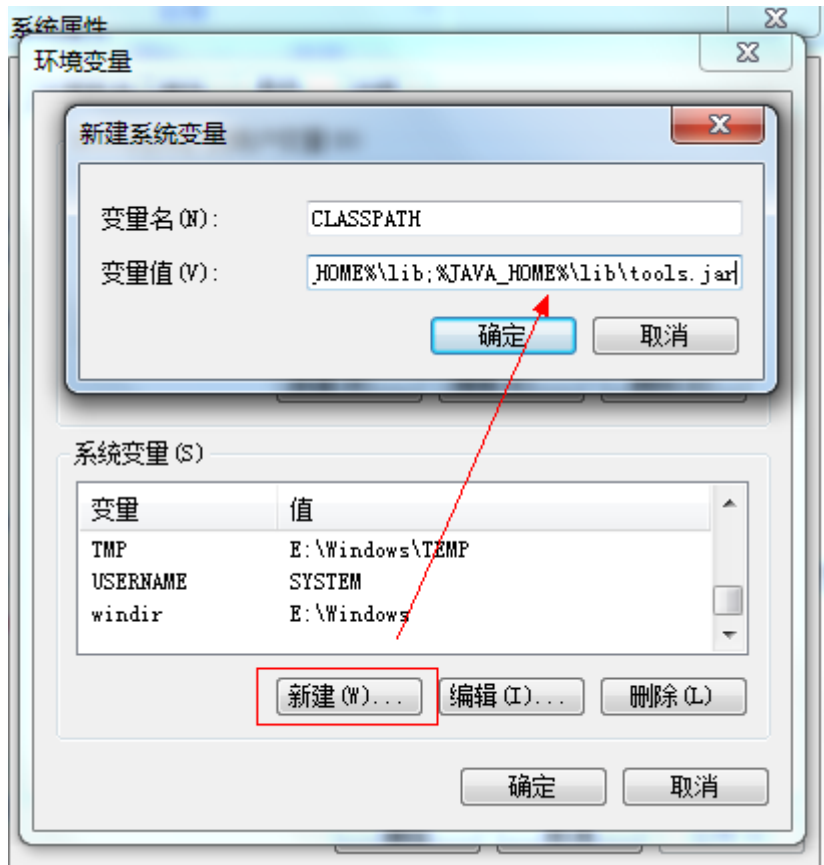 系统属性
环境变量
新建系统变量
变量名(N): CLASSPATH
变量值(V): _HOME%\lib;%JAVA_HOME%\lib\tools.jar
确定 取消
系统变量(S)
变量 值
TMP E:\Windows\TEMP
USERNAME SYSTEM
windir E:\Windows
新建(W)... 编辑(I)... 删除(L)
确定 取消